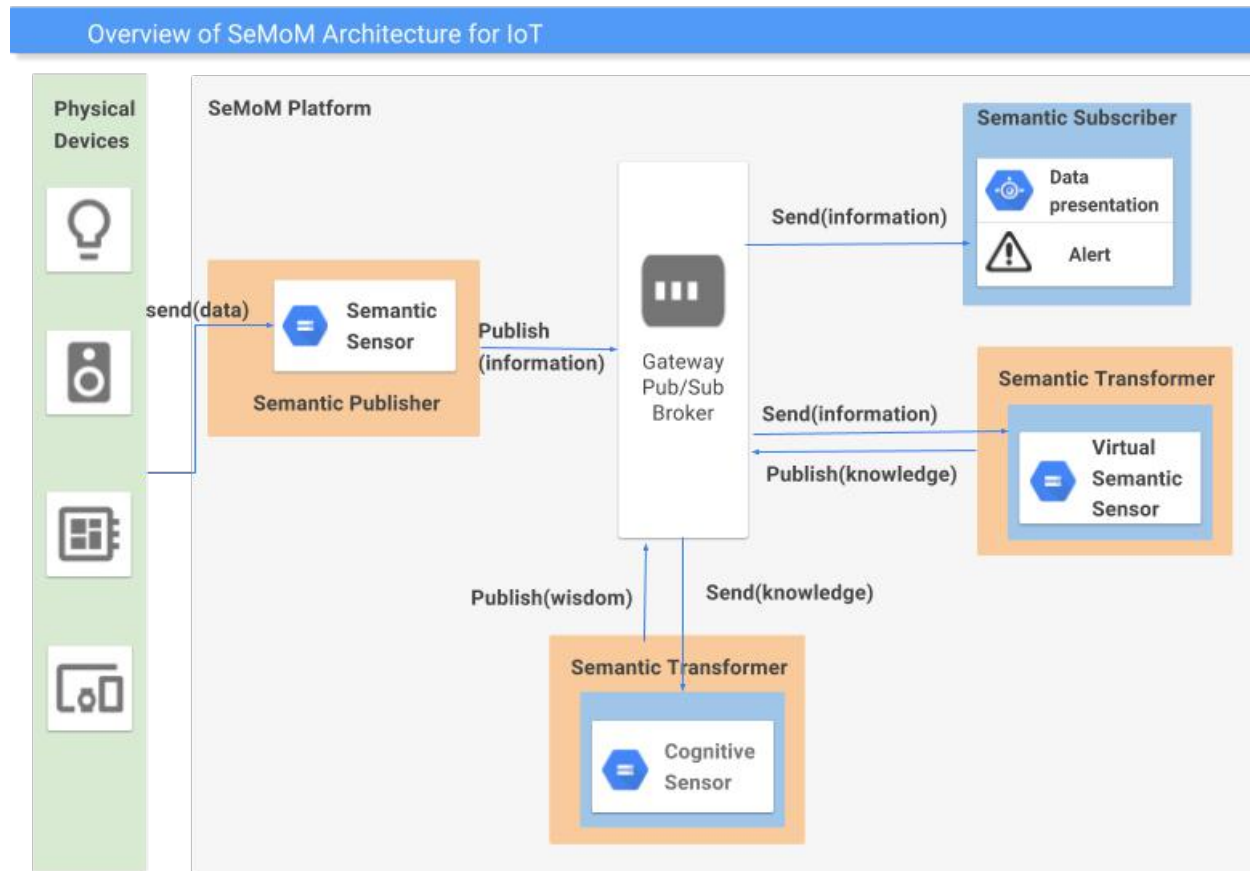 Overview of SeMoM Architecture for IoT
Physical
Devices
SeMoM Platform
send(data)
Semantic
Sensor
Semantic Publisher
Publish
(information)
Gateway
Pub/Sub
Broker
Send(information)
Semantic Subscriber
Data
presentation
Alert
Send(information)
Publish(knowledge)
Semantic Transformer
Virtual
Semantic
Sensor
Publish(wisdom)
Send(knowledge)
Semantic Transformer
Cognitive
Sensor